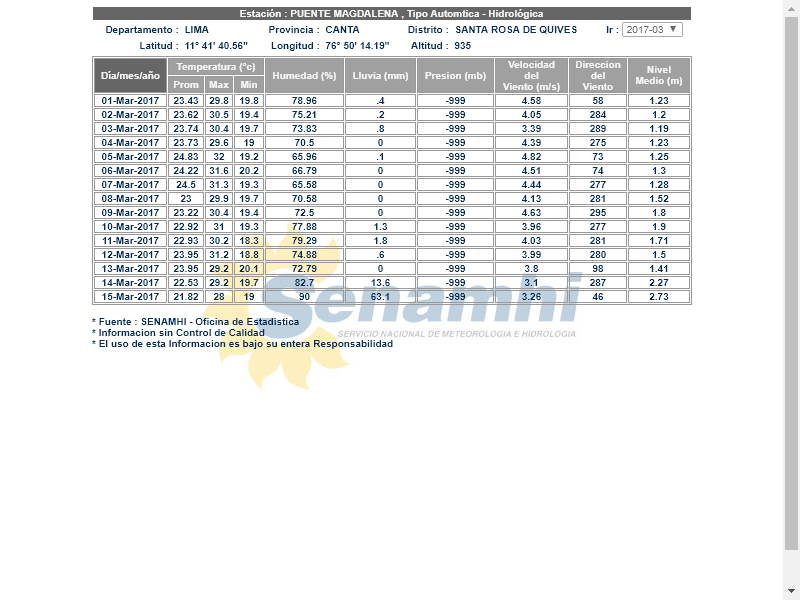 Estación : PUENTE MAGDALENA , Tipo Automtica - Hidrológica
Departamento : LIMA Provincia : CANTA Distrito : SANTA ROSA DE QUIVES Ir : 2017-03
Latitud : 11° 41' 40.56" Longitud : 76° 50' 14.19" Altitud : 935
Día/mes/año Temperatura (°c) Humedad (%) Lluvia (mm) Presion (mb) Velocidad del Viento (m/s) Direccion del Viento Nivel Medio (m)
Prom Max Min
01-Mar-2017 23.43 29.8 19.8 78.96 .4 -999 4.58 58 1.23
02-Mar-2017 23.62 30.5 19.4 75.21 .2 -999 4.05 284 1.2
03-Mar-2017 23.74 30.4 19.7 73.83 .8 -999 3.39 289 1.19
04-Mar-2017 23.73 29.6 19 70.5 0 -999 4.39 275 1.23
05-Mar-2017 24.83 32 19.2 65.96 .1 -999 4.82 73 1.25
06-Mar-2017 24.22 31.6 20.2 66.79 0 -999 4.51 74 1.3
07-Mar-2017 24.5 31.3 19.3 65.58 0 -999 4.44 277 1.28
08-Mar-2017 23 29.9 19.7 70.58 0 -999 4.13 281 1.52
09-Mar-2017 23.22 30.4 19.4 72.5 0 -999 4.63 295 1.8
10-Mar-2017 22.92 31 19.3 77.88 1.3 -999 3.96 277 1.9
11-Mar-2017 22.93 30.2 18.3 79.29 1.8 -999 4.03 281 1.71
12-Mar-2017 23.95 31.2 18.8 74.88 .6 -999 3.99 280 1.5
13-Mar-2017 23.95 29.2 20.1 72.79 0 -999 3.8 98 1.41
14-Mar-2017 22.53 29.2 19.7 82.7 13.6 -999 3.1 287 2.27
15-Mar-2017 21.82 28 19 90 63.1 -999 3.26 46 2.73
Senamhi
SERVICIO NACIONAL DE METEOROLOGIA E HIDROLOGIA
* Fuente : SENAMHI - Oficina de Estadistica
* Informacion sin Control de Calidad
* El uso de esta Informacion es bajo su entera Responsabilidad